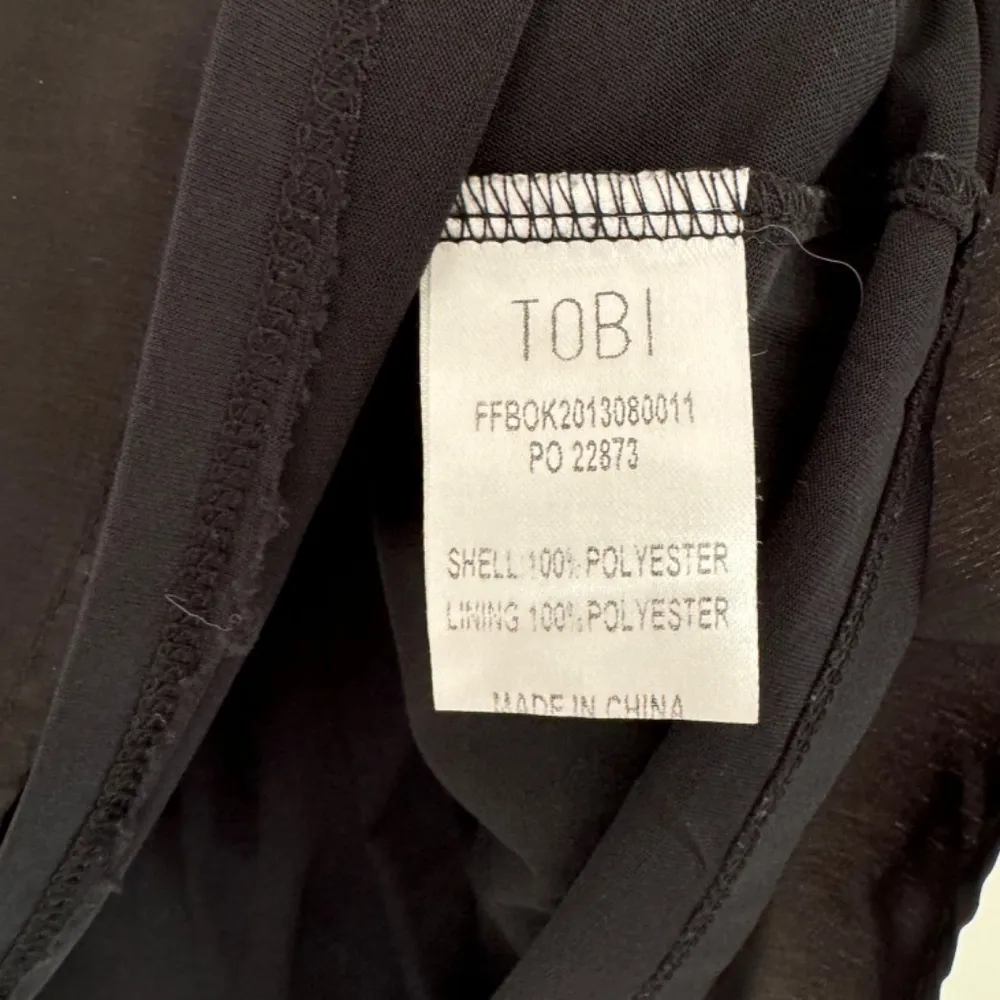 TOBI
FFBOK2013080011
PO 22873
SHELL 100% POLYESTER
LINING 100% POLYESTER
MADE IN CHINA